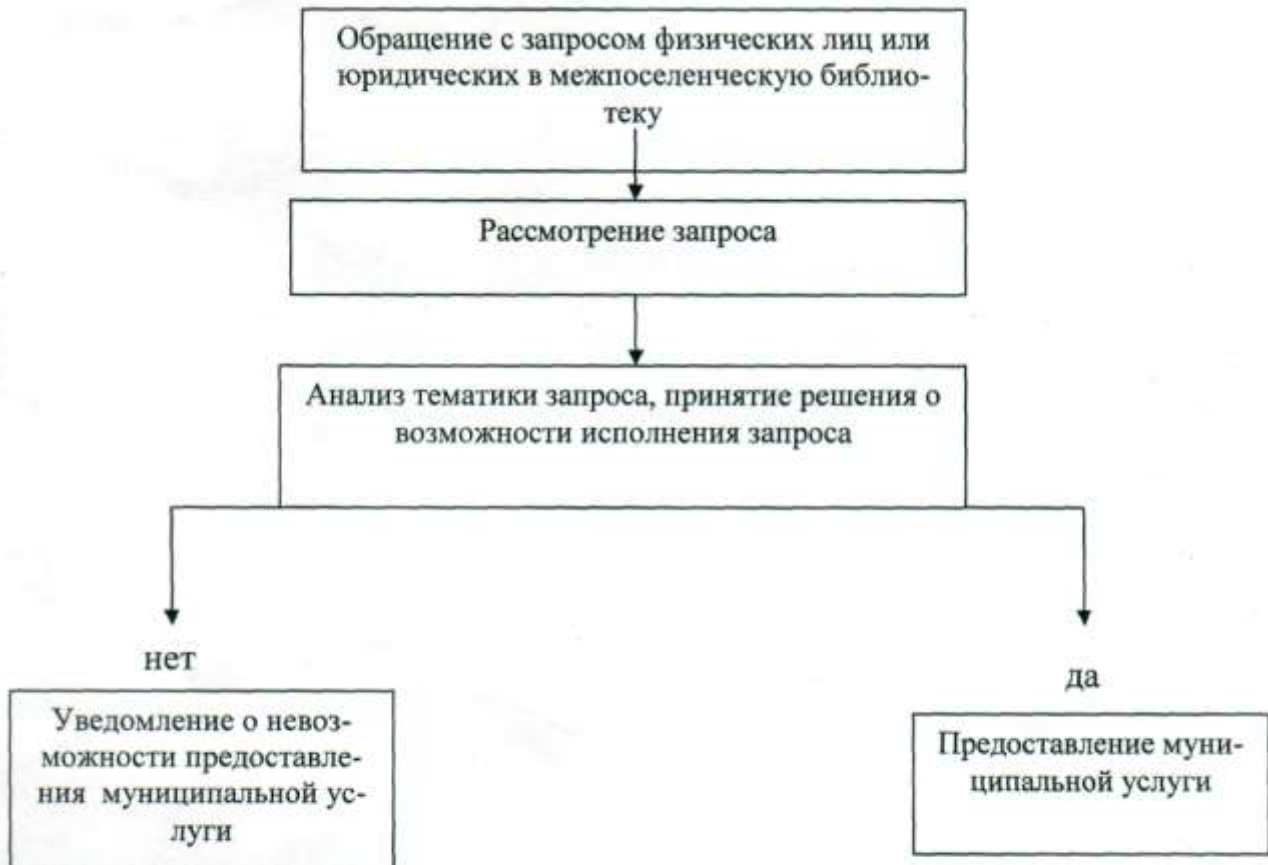 Обращение с запросом физических лиц или
юридических в межпоселенческую библио-
теку
Рассмотрение запроса
Анализ тематики запроса, принятие решения о
возможности исполнения запроса
нет
Уведомление о невоз-
можности предоставле-
ния муниципальной ус-
луги
да
Предоставление муни-
ципальной услуги